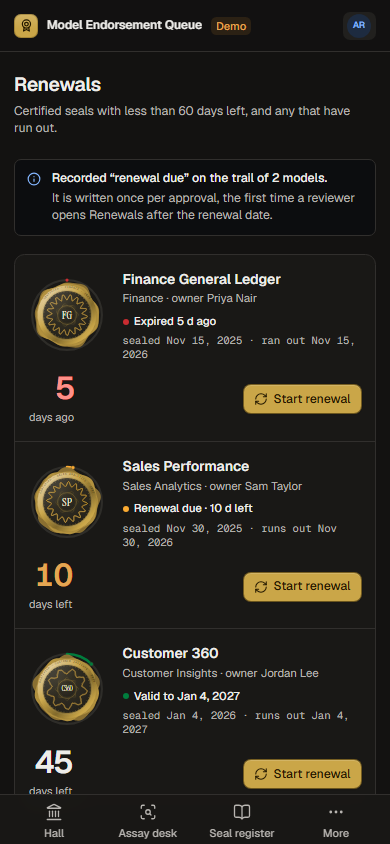 Model Endorsement Queue Demo AR
Renewals
Certified seals with less than 60 days left, and any that have
run out.
Recorded “renewal due” on the trail of 2 models.
It is written once per approval, the first time a reviewer
opens Renewals after the renewal date.
FG
Finance General Ledger
Finance · owner Priya Nair
Expired 5 d ago
sealed Nov 15, 2025 · ran out Nov 15,
2026
5
days ago
Start renewal
SP
Sales Performance
Sales Analytics · owner Sam Taylor
Renewal due · 10 d left
sealed Nov 30, 2025 · runs out Nov
30, 2026
10
days left
Start renewal
Customer 360
Customer Insights · owner Jordan Lee
Valid to Jan 4, 2027
sealed Jan 4, 2026 · runs out Jan 4,
2027
45
days left
Start renewal
Hall
Assay desk
Seal register
More